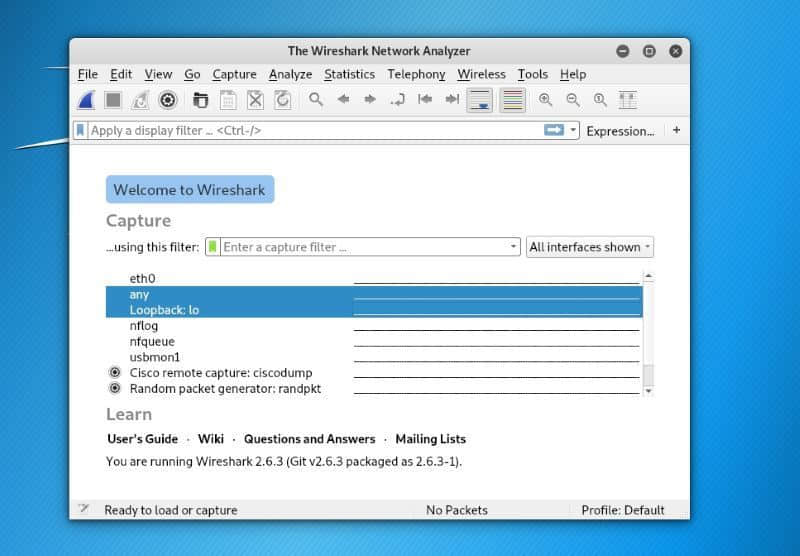 The Wireshark Network Analyzer
File Edit View Go Capture Analyze Statistics Telephony Wireless Tools Help
Apply a display filter ... <Ctrl-/> Expression... +
Welcome to Wireshark
Capture
...using this filter: Enter a capture filter ... All interfaces shown
eth0
any
Loopback: lo
nflog
nfqueue
usbmon1
Cisco remote capture: ciscodump
Random packet generator: randpkt
Learn
User's Guide · Wiki · Questions and Answers · Mailing Lists
You are running Wireshark 2.6.3 (Git v2.6.3 packaged as 2.6.3-1).
Ready to load or capture No Packets Profile: Default